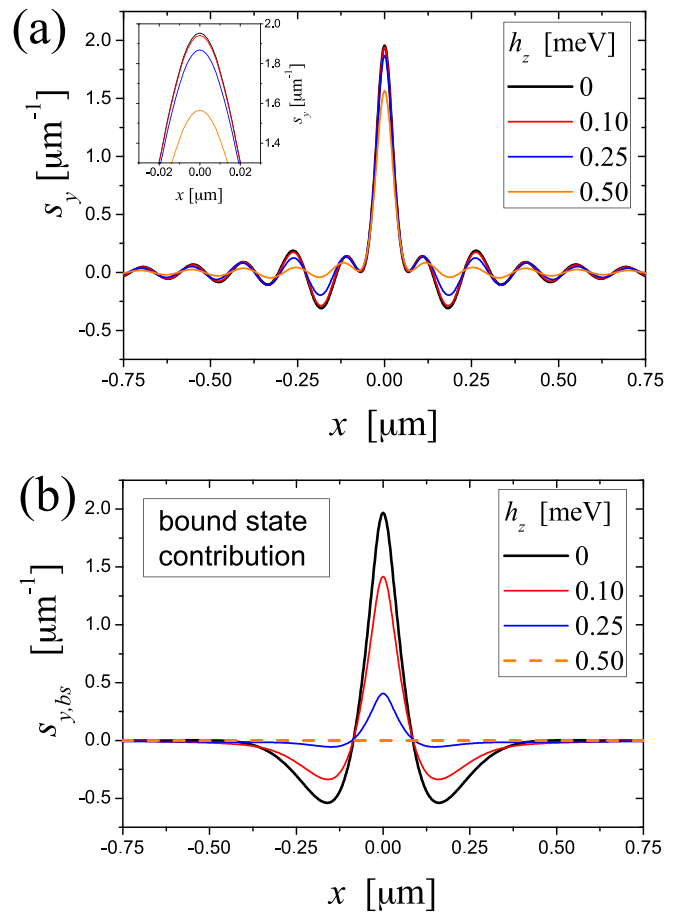 (a)
h_z [meV]
0
0.10
0.25
0.50
s_y [μm⁻¹]
2.0
1.5
1.0
0.5
0.0
-0.5
-0.75 -0.50 -0.25 0.00 0.25 0.50 0.75
x [μm]
2.0
1.8
1.6
1.4
s_y [μm⁻¹]
-0.02 0.00 0.02
x [μm]
(b)
bound state
contribution
h_z [meV]
0
0.10
0.25
0.50
s_y,bs [μm⁻¹]
2.0
1.5
1.0
0.5
0.0
-0.5
-0.75 -0.50 -0.25 0.00 0.25 0.50 0.75
x [μm]